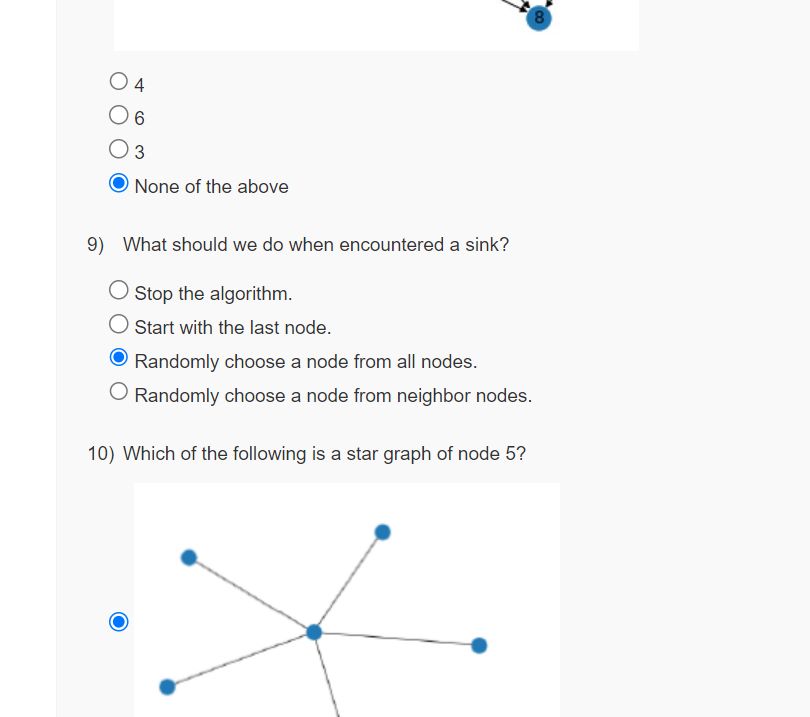 8
4
6
3
None of the above
9) What should we do when encountered a sink?
Stop the algorithm.
Start with the last node.
Randomly choose a node from all nodes.
Randomly choose a node from neighbor nodes.
10) Which of the following is a star graph of node 5?